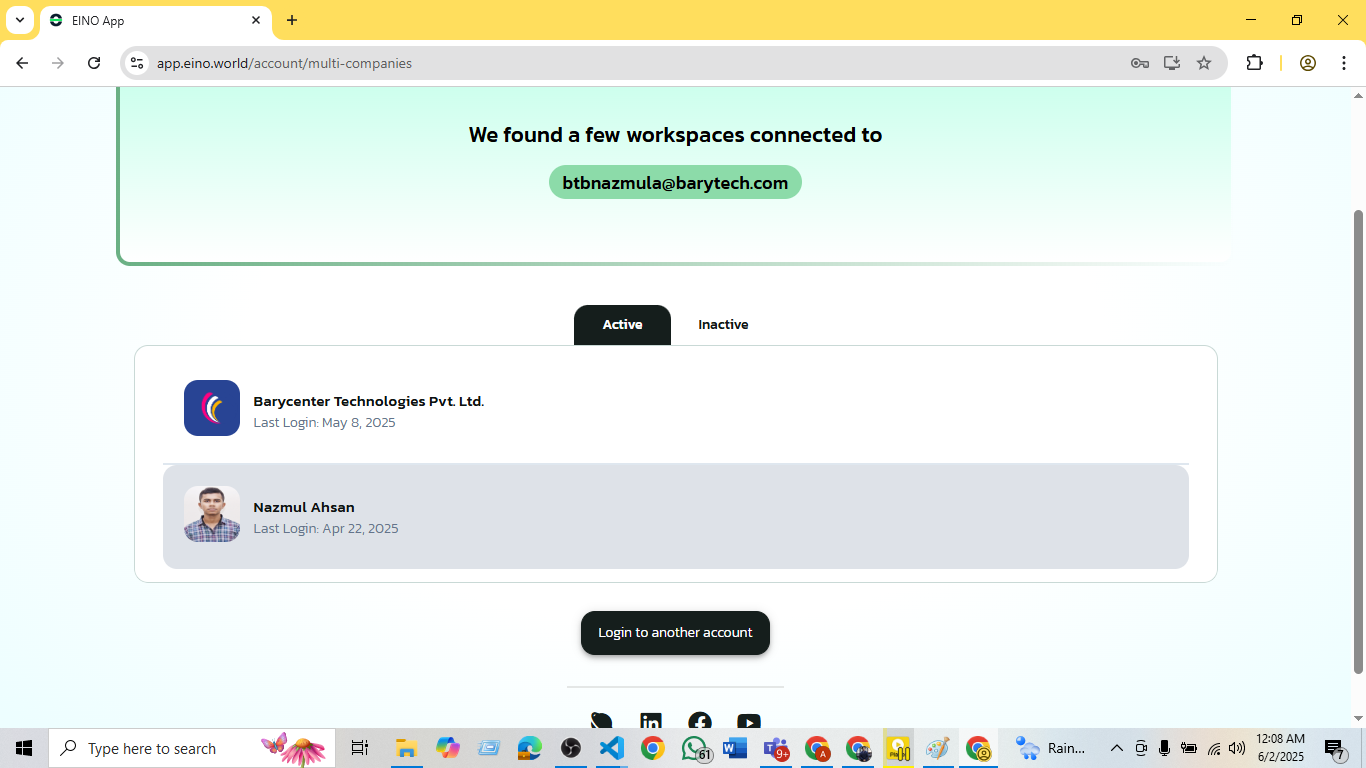 EINO App
app.eino.world/account/multi-companies
We found a few workspaces connected to
btbnazmula@barytech.com
Active
Inactive
Barycenter Technologies Pvt. Ltd.
Last Login: May 8, 2025
Nazmul Ahsan
Last Login: Apr 22, 2025
Login to another account
Type here to search
61
9+
A
Rain...
12:08 AM
6/2/2025
7